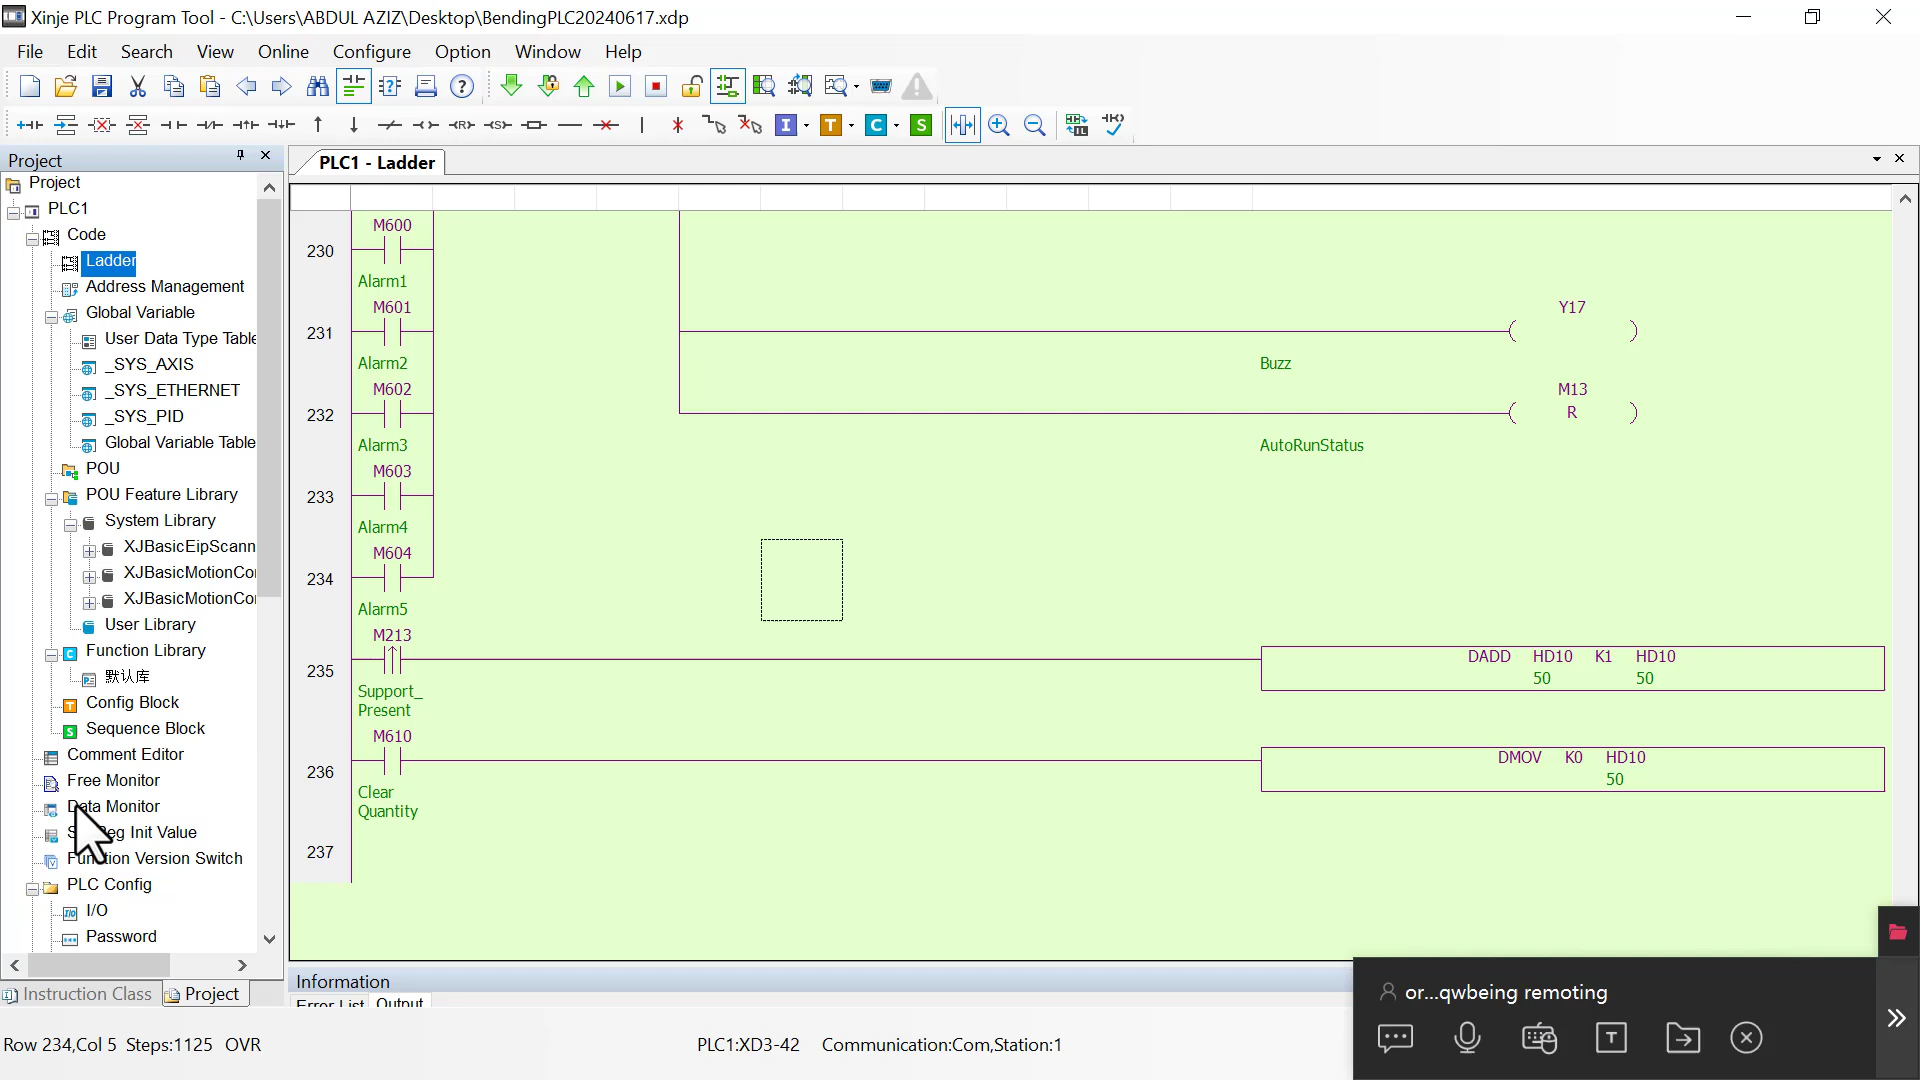 Xinje PLC Program Tool - C:\Users\ABDUL AZIZ\Desktop\BendingPLC20240617.xdp
File Edit Search View Online Configure Option Window Help
Project
Project
PLC1
Code
Ladder
Address Management
Global Variable
User Data Type Table
_SYS_AXIS
_SYS_ETHERNET
_SYS_PID
Global Variable Table
POU
POU Feature Library
System Library
XJBasicEipScann
XJBasicMotionCo
XJBasicMotionCo
User Library
Function Library
默认库
Config Block
Sequence Block
Comment Editor
Free Monitor
Data Monitor
Reg Init Value
Function Version Switch
PLC Config
I/O
Password
Instruction Class
Project
PLC1 - Ladder
M600
230
Alarm1
M601 Y17
231
Alarm2 Buzz
M602 M13
232 R
Alarm3 AutoRunStatus
M603
233
Alarm4
M604
234
Alarm5
M213
235 DADD HD10 K1 HD10
50 50
Support_
Present
M610
236 DMOV K0 HD10
50
Clear
Quantity
237
Information
Error List Output
Row 234,Col 5 Steps:1125 OVR PLC1:XD3-42 Communication:Com,Station:1
or...qwbeing remoting